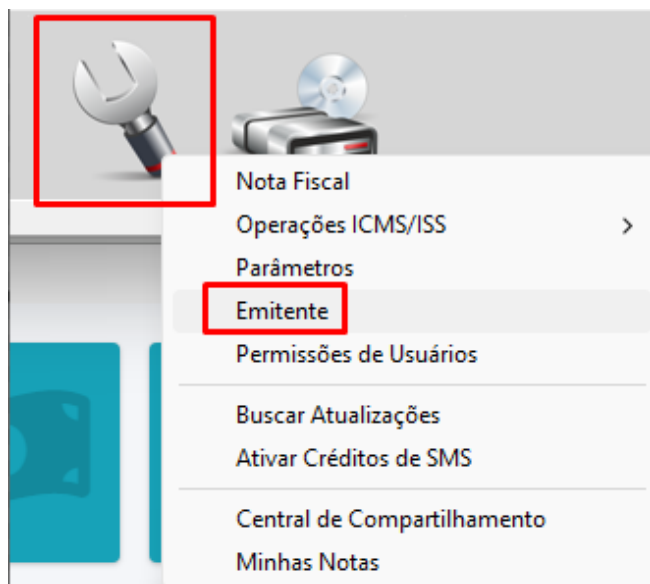 Nota Fiscal
Operações ICMS/ISS
Parâmetros
Emitente
Permissões de Usuários
Buscar Atualizações
Ativar Créditos de SMS
Central de Compartilhamento
Minhas Notas